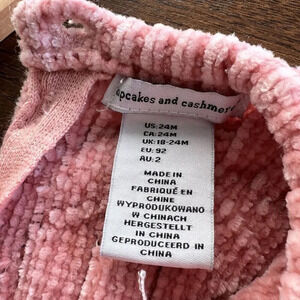 cupcakes and cashmere
US:24M
CA:24M
UK:18-24M
EU: 92
AU: 2
MADE IN
CHINA
FABRIQUÉ EN
CHINE
WYPRODUKOWANO
W CHINACH
HERGESTELLT
IN CHINA
GEPRODUCEERD IN
CHINA